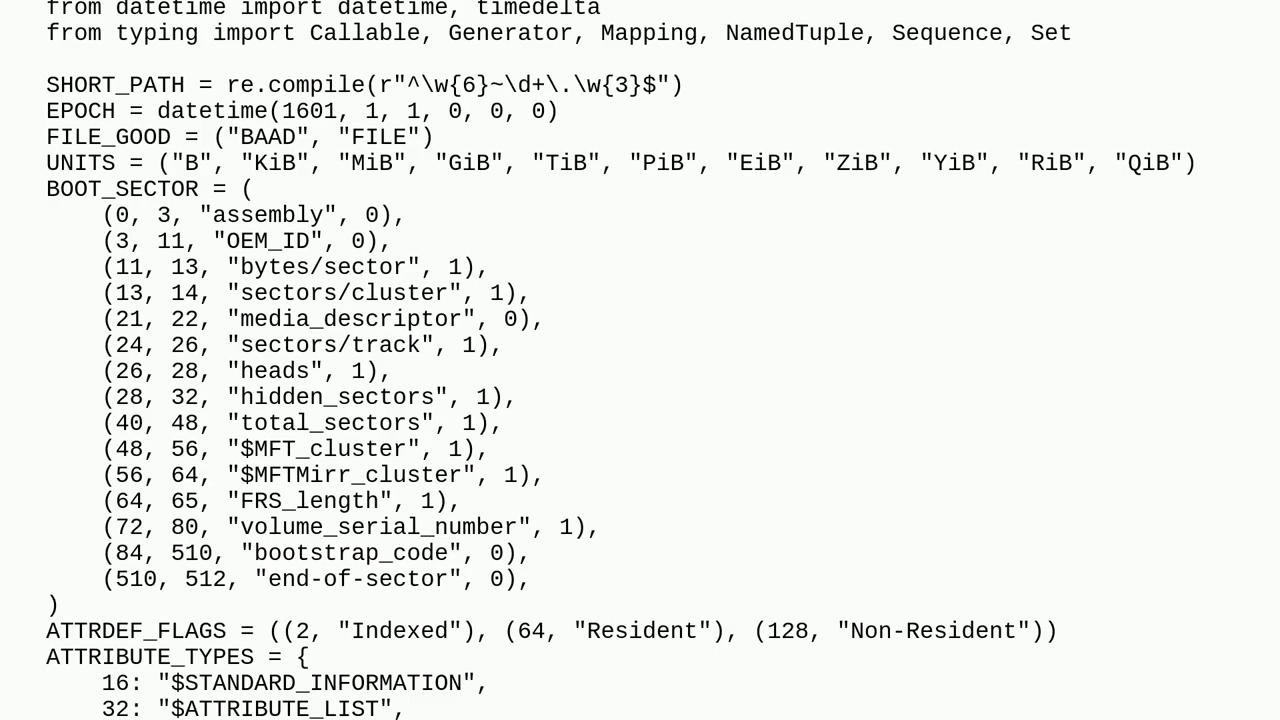 from datetime import datetime, timedelta
from typing import Callable, Generator, Mapping, NamedTuple, Sequence, Set

SHORT_PATH = re.compile(r"^\w{6}~\d+\.\w{3}$")
EPOCH = datetime(1601, 1, 1, 0, 0, 0)
FILE_GOOD = ("BAAD", "FILE")
UNITS = ("B", "KiB", "MiB", "GiB", "TiB", "PiB", "EiB", "ZiB", "YiB", "RiB", "QiB")
BOOT_SECTOR = (
    (0, 3, "assembly", 0),
    (3, 11, "OEM_ID", 0),
    (11, 13, "bytes/sector", 1),
    (13, 14, "sectors/cluster", 1),
    (21, 22, "media_descriptor", 0),
    (24, 26, "sectors/track", 1),
    (26, 28, "heads", 1),
    (28, 32, "hidden_sectors", 1),
    (40, 48, "total_sectors", 1),
    (48, 56, "$MFT_cluster", 1),
    (56, 64, "$MFTMirr_cluster", 1),
    (64, 65, "FRS_length", 1),
    (72, 80, "volume_serial_number", 1),
    (84, 510, "bootstrap_code", 0),
    (510, 512, "end-of-sector", 0),
)
ATTRDEF_FLAGS = ((2, "Indexed"), (64, "Resident"), (128, "Non-Resident"))
ATTRIBUTE_TYPES = {
    16: "$STANDARD_INFORMATION",
    32: "$ATTRIBUTE_LIST",